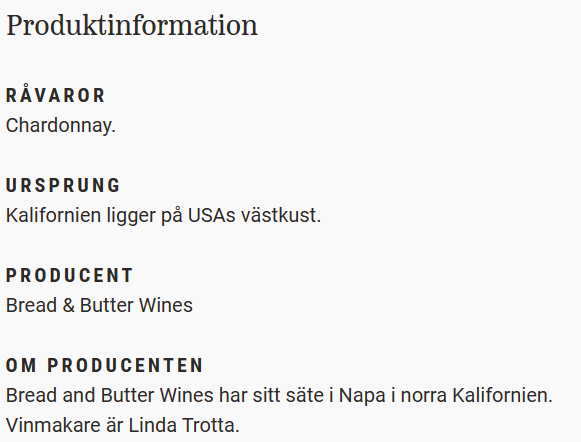 Produktinformation
RÅVAROR
Chardonnay.
URSPRUNG
Kalifornien ligger på USAs västkust.
PRODUCENT
Bread & Butter Wines
OM PRODUCENTEN
Bread and Butter Wines har sitt säte i Napa i norra Kalifornien.
Vinmakare är Linda Trotta.